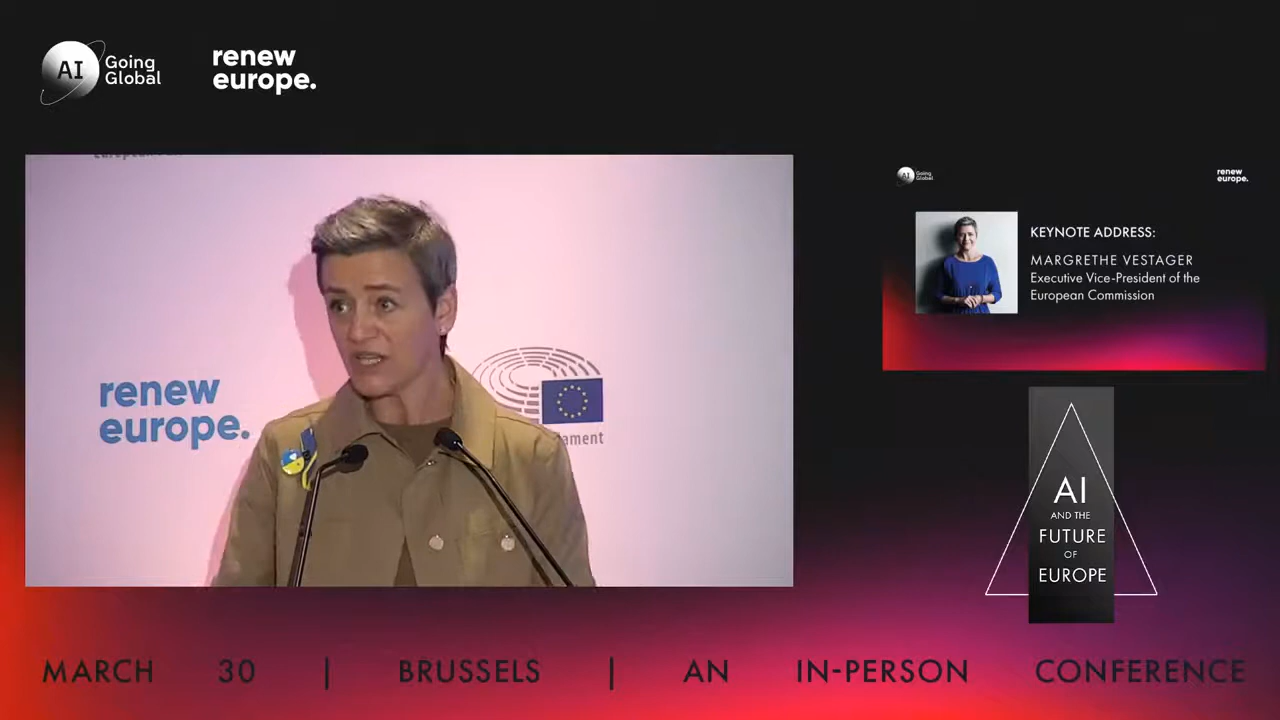 AI
Going
Global
renew
europe.
renew
europe.
ament
AI
Going
Global
renew
europe.
KEYNOTE ADDRESS:
MARGRETHE VESTAGER
Executive Vice-President of the
European Commission
AI
AND THE
FUTURE
OF
EUROPE
MARCH 30 | BRUSSELS | AN IN-PERSON CONFERENCE